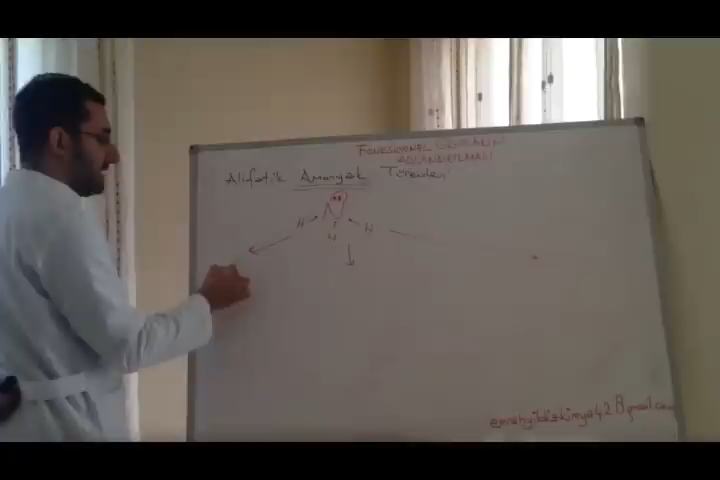 FONKSİYONEL GRUPLARIN
ADLANDIRILMASI
Alifatik Amonyak Türevleri
N
H H
H